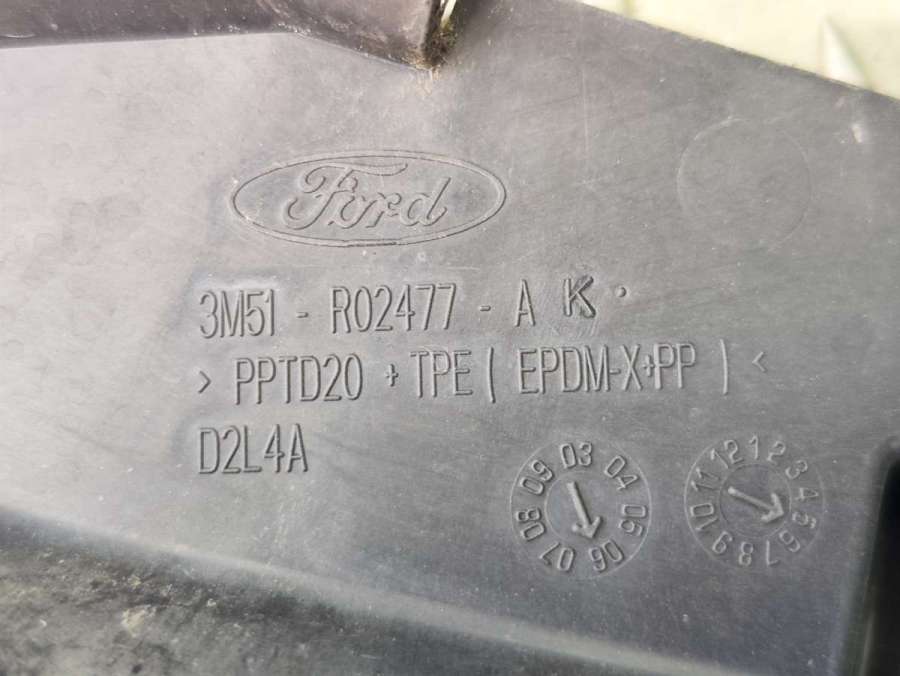 Ford
3M51 - R02477 - A K
> PPTD20 + TPE ( EPDM-X+PP ) <
D2L4A
03 04 05 06 07 08 09
1 2 3 4 5 6 7 8 9 10 11 12